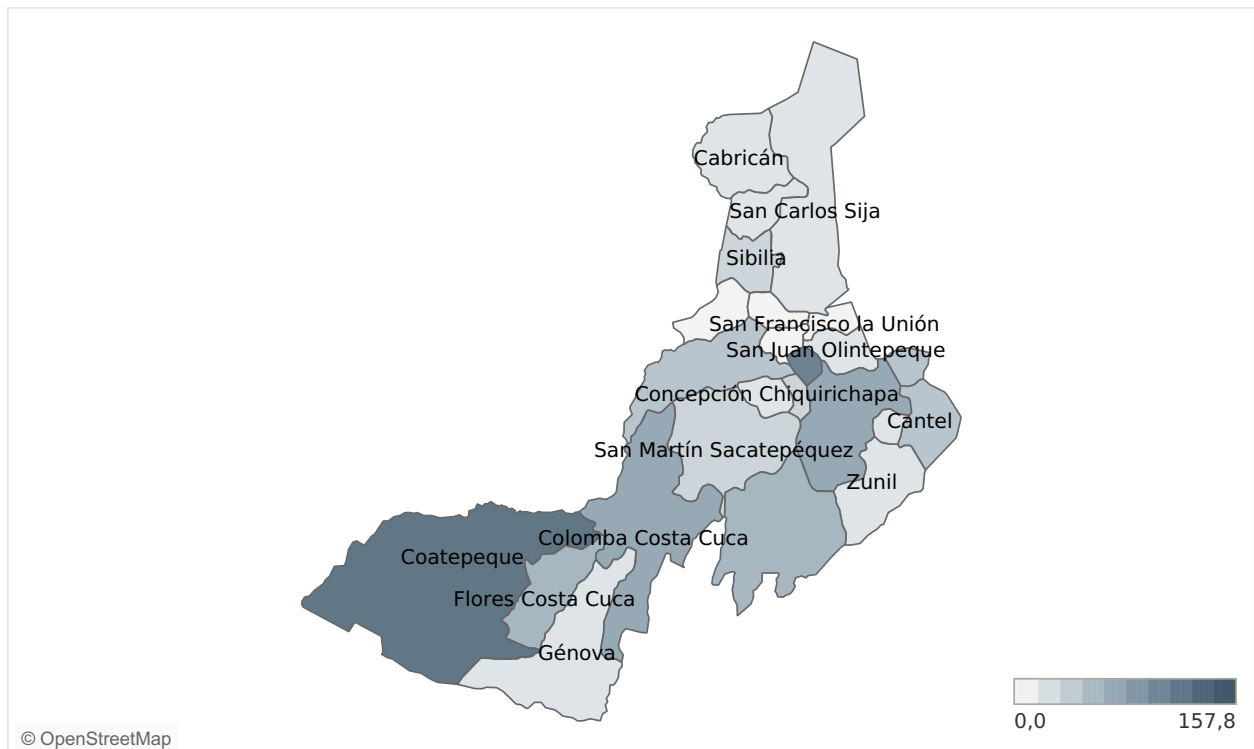 Cabricán
San Carlos Sija
Sibilia
San Francisco la Unión
San Juan Olintepeque
Concepción Chiquirichapa
Cantel
San Martín Sacatepéquez
Zunil
Colomba Costa Cuca
Coatepeque
Flores Costa Cuca
Génova
0,0 157,8
© OpenStreetMap